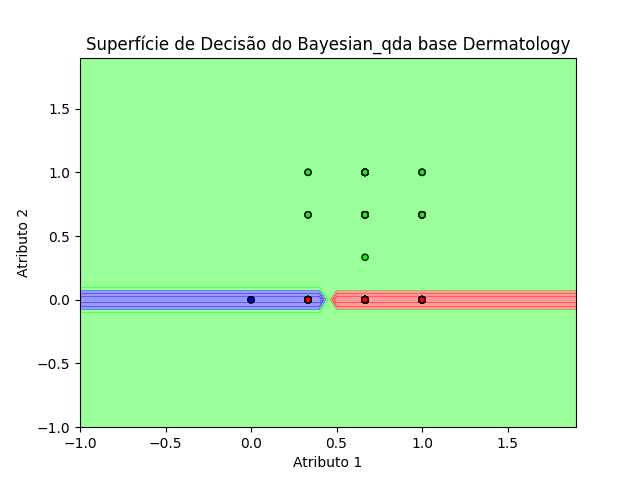 Superfície de Decisão do Bayesian_qda base Dermatology
Atributo 2
1.5
1.0
0.5
0.0
−0.5
−1.0
−1.0 −0.5 0.0 0.5 1.0 1.5
Atributo 1